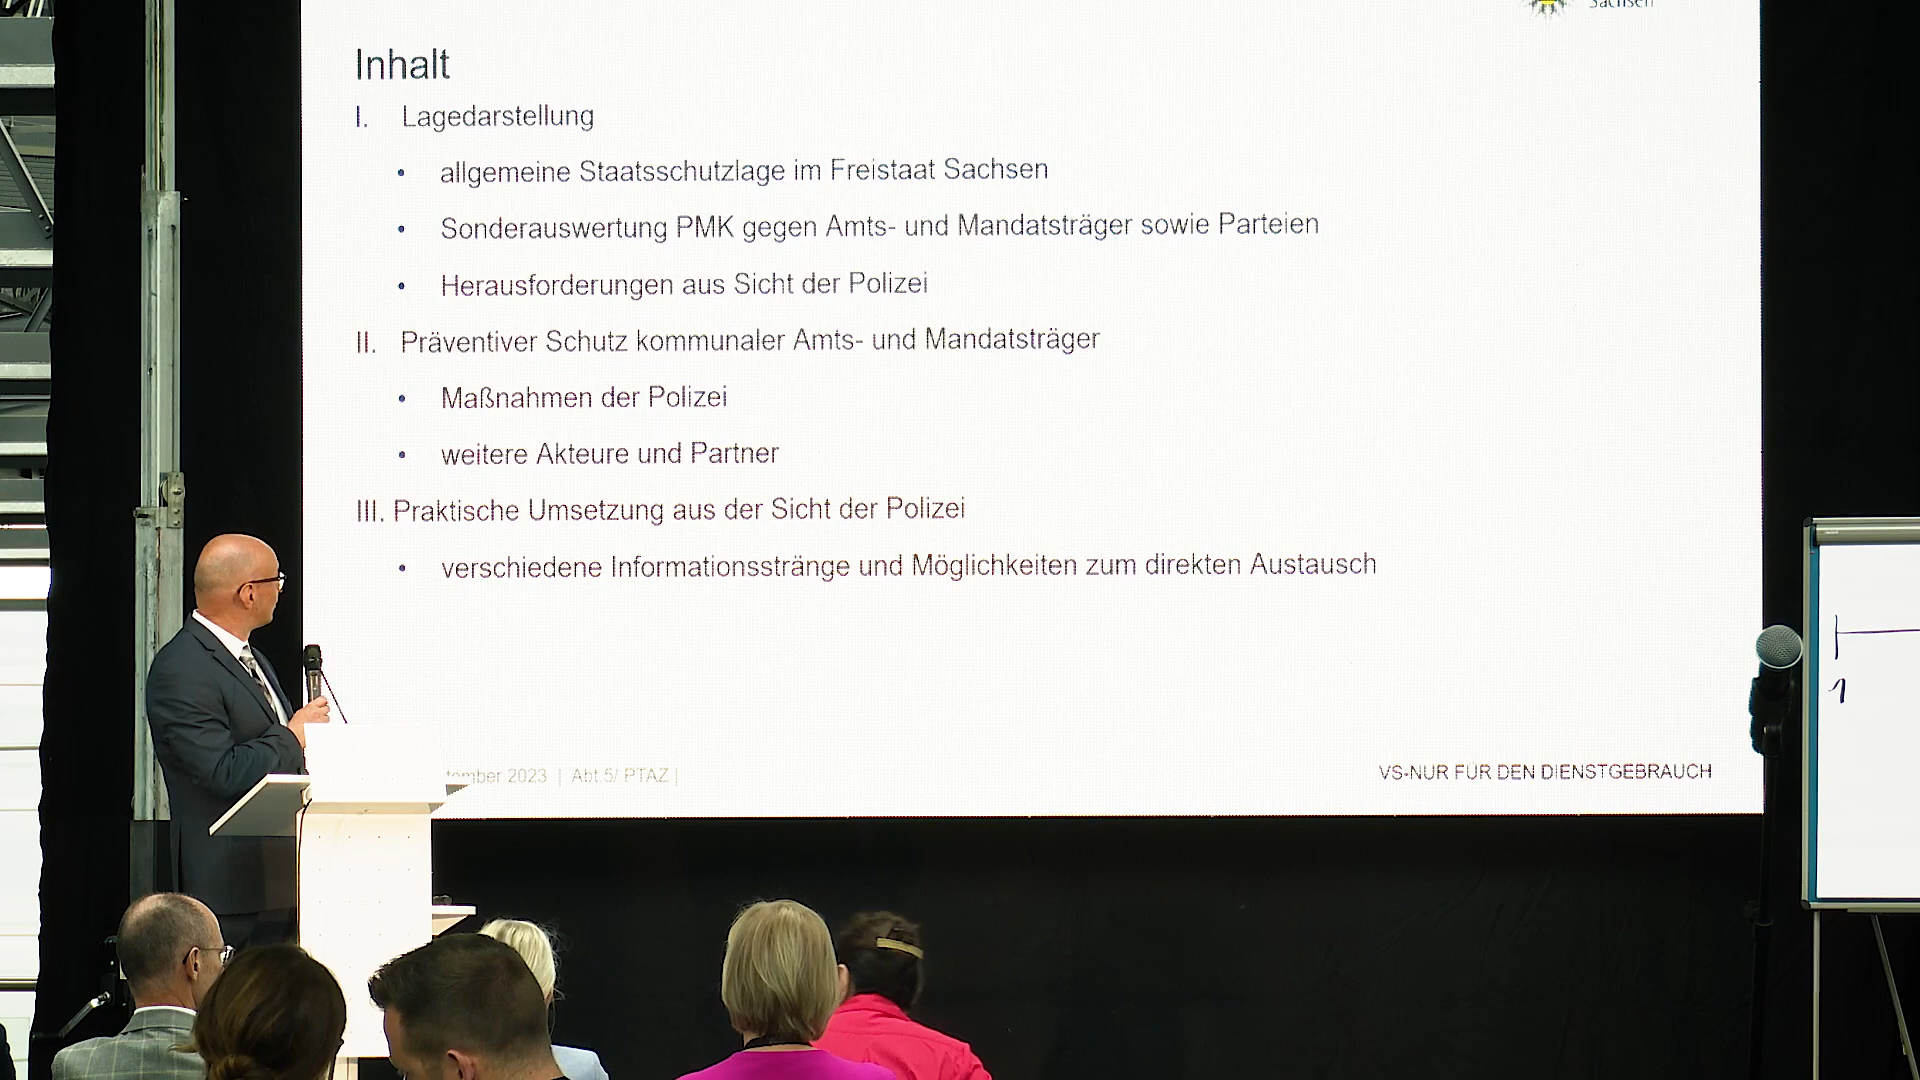 Sachsen
Inhalt
I. Lagedarstellung
• allgemeine Staatsschutzlage im Freistaat Sachsen
• Sonderauswertung PMK gegen Amts- und Mandatsträger sowie Parteien
• Herausforderungen aus Sicht der Polizei
II. Präventiver Schutz kommunaler Amts- und Mandatsträger
• Maßnahmen der Polizei
• weitere Akteure und Partner
III. Praktische Umsetzung aus der Sicht der Polizei
• verschiedene Informationsstränge und Möglichkeiten zum direkten Austausch
2023 | Abt 5/ PTAZ |
VS-NUR FÜR DEN DIENSTGEBRAUCH
1